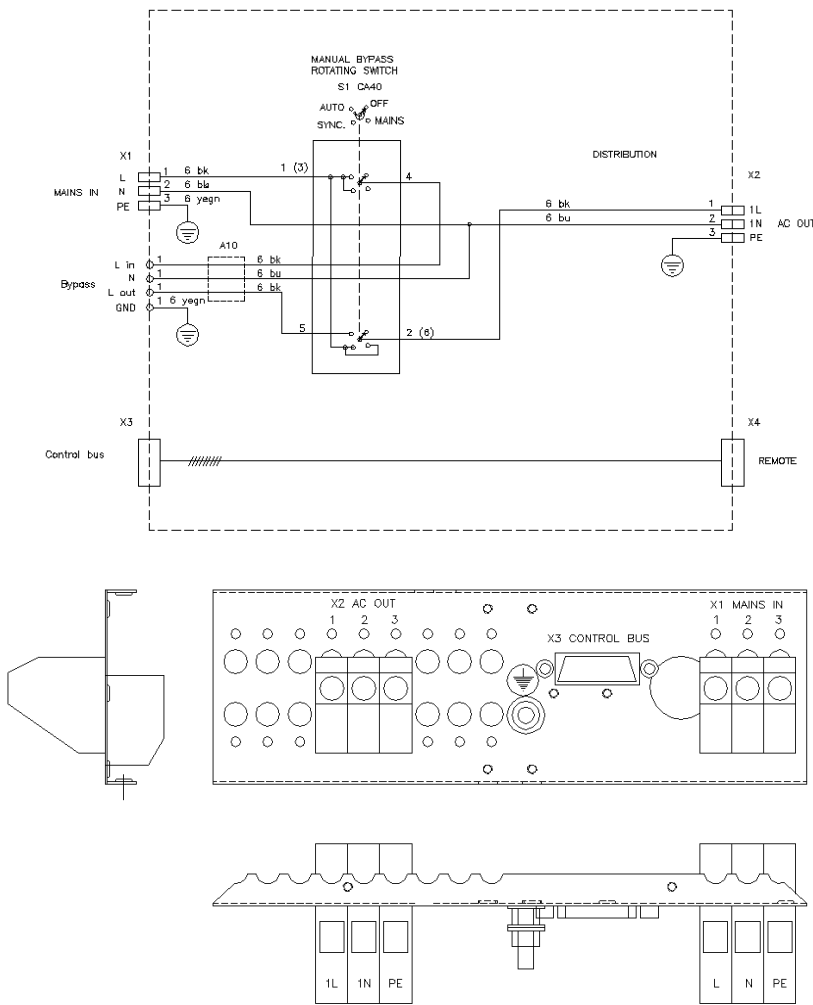 MANUAL BYPASS
ROTATING SWITCH
S1 CA40
AUTO OFF
SYNC. MAINS
DISTRIBUTION
X1
L 1 6 bk 1 (3) 4
MAINS IN N 2 6 blu
PE 3 6 yegn
X2
6 bk 1 1L
6 bu 2 1N AC OUT
3 PE
A10
L in 1 6 bk
N 1 6 bu
Bypass L out 1 6 bk
GND 1 6 yegn
5 2 (6)
X3 X4
Control bus REMOTE
X2 AC OUT X1 MAINS IN
1 2 3 1 2 3
X3 CONTROL BUS
1L 1N PE L N PE